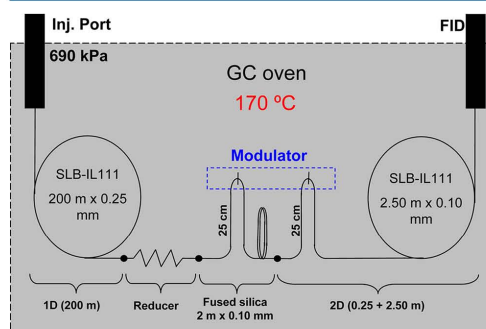 Inj. Port
FID
690 kPa
GC oven
170 ºC
Modulator
SLB-IL111
200 m x 0.25
mm
SLB-IL111
2.50 m x 0.10
mm
25 cm
25 cm
1D (200 m)
Reducer
Fused silica
2 m x 0.10 mm
2D (0.25 + 2.50 m)